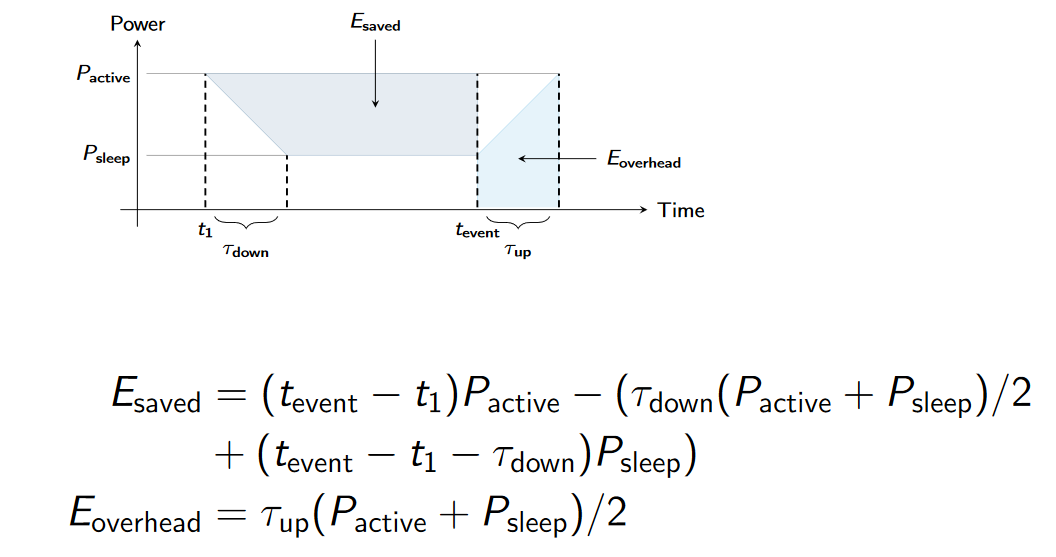 Power
E_saved
P_active
P_sleep
E_overhead
Time
t_1
t_event
τ_down
τ_up
E_saved = (t_event − t_1)P_active − (τ_down(P_active + P_sleep)/2
+ (t_event − t_1 − τ_down)P_sleep)
E_overhead = τ_up(P_active + P_sleep)/2